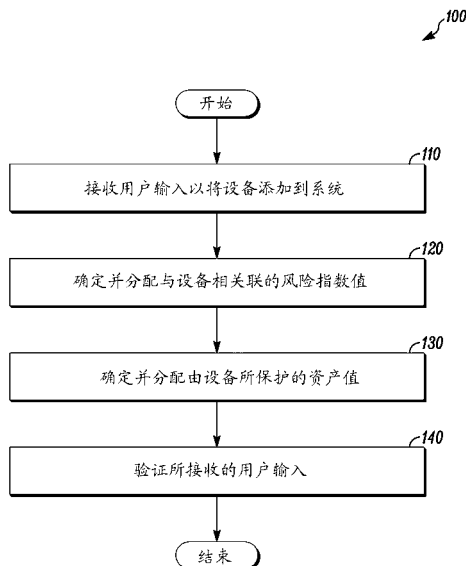 100
开始
110
接收用户输入以将设备添加到系统
120
确定并分配与设备相关联的风险指数值
130
确定并分配由设备所保护的资产值
140
验证所接收的用户输入
结束